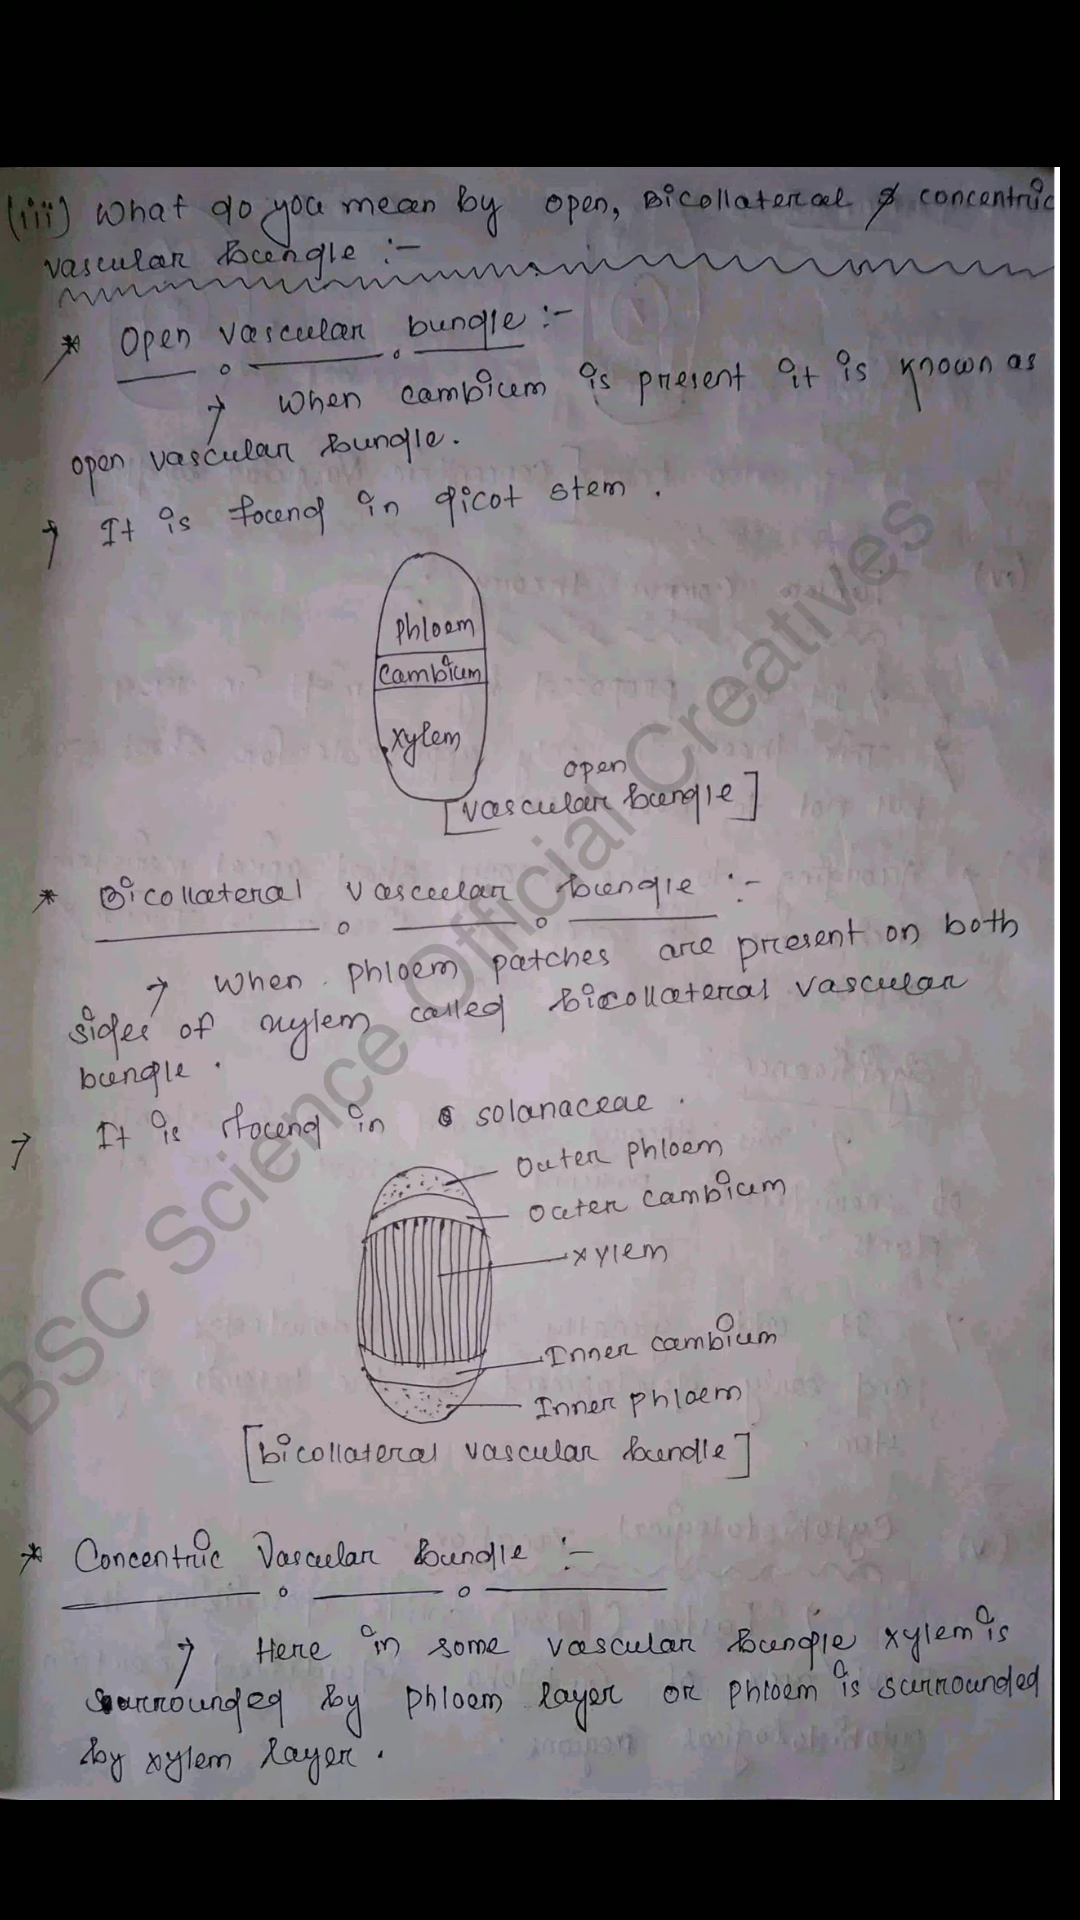 (iii) What do you mean by open, Bicollateral & concentric
vascular bundle :-
* Open vascular bundle :-
→ When cambium is present it is known as
open vascular bundle.
→ It is found in dicot stem.
phloem
cambium
xylem
open
[vascular bundle]
* Bicollateral vascular bundle :-
→ When phloem patches are present on both
sides of xylem called bicollateral vascular
bundle.
→ It is found in solanaceae.
Outer phloem
Outer cambium
xylem
Inner cambium
Inner phloem
[bicollateral vascular bundle]
* Concentric Vascular bundle :-
→ Here in some vascular bundle xylem is
surrounded by phloem layer or phloem is surrounded
by xylem layer.
BSC Science Official Creatives